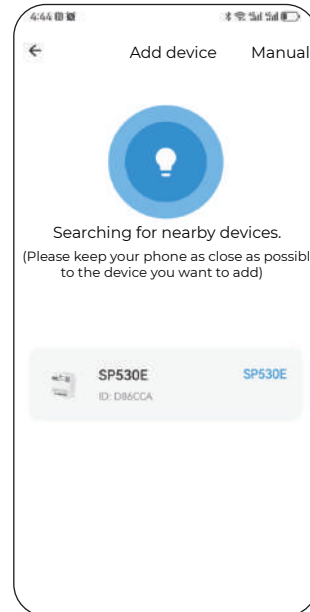 4:44
Add device Manual
Searching for nearby devices.
(Please keep your phone as close as possibl
to the device you want to add)
SP530E SP530E
ID: D86CCA